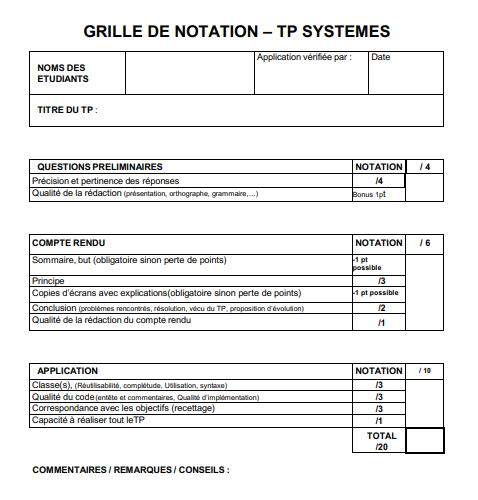 GRILLE DE NOTATION – TP SYSTEMES
NOMS DES
ETUDIANTS
Application vérifiée par :
Date
TITRE DU TP :
QUESTIONS PRELIMINAIRES NOTATION / 4
Précision et pertinence des réponses /4
Qualité de la rédaction (présentation, orthographe, grammaire,…) Bonus 1pt
COMPTE RENDU NOTATION / 6
Sommaire, but (obligatoire sinon perte de points) -1 pt
possible
Principe /3
Copies d'écrans avec explications(obligatoire sinon perte de points) -1 pt possible
Conclusion (problèmes rencontrés, résolution, vécu du TP, proposition d'évolution) /2
Qualité de la rédaction du compte rendu /1
APPLICATION NOTATION / 10
Classe(s), (Réutilisabilité, complétude, Utilisation, syntaxe) /3
Qualité du code(entête et commentaires, Qualité d'implémentation) /3
Correspondance avec les objectifs (recettage) /3
Capacité à réaliser tout leTP /1
TOTAL
/20
COMMENTAIRES / REMARQUES / CONSEILS :